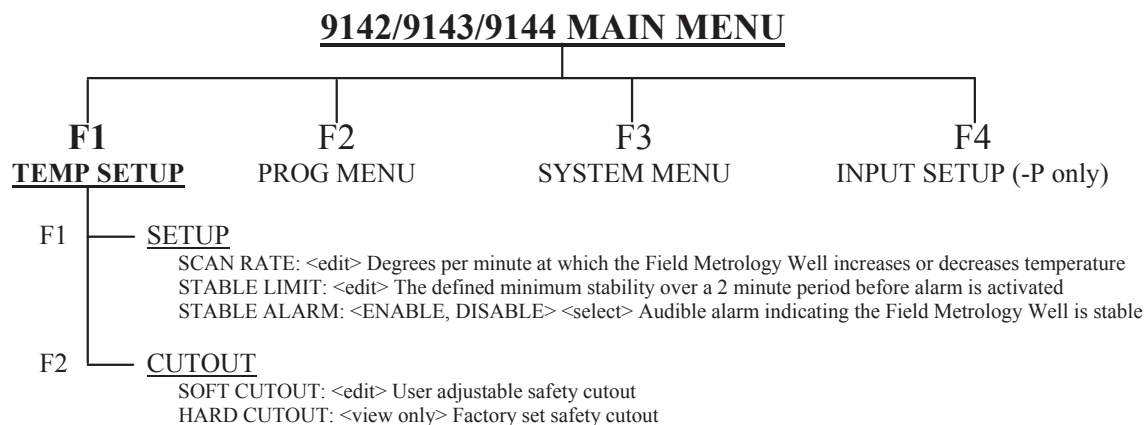 9142/9143/9144 MAIN MENU
F1 F2 F3 F4
TEMP SETUP PROG MENU SYSTEM MENU INPUT SETUP (-P only)
F1 SETUP
SCAN RATE: <edit> Degrees per minute at which the Field Metrology Well increases or decreases temperature
STABLE LIMIT: <edit> The defined minimum stability over a 2 minute period before alarm is activated
STABLE ALARM: <ENABLE, DISABLE> <select> Audible alarm indicating the Field Metrology Well is stable
F2 CUTOUT
SOFT CUTOUT: <edit> User adjustable safety cutout
HARD CUTOUT: <view only> Factory set safety cutout